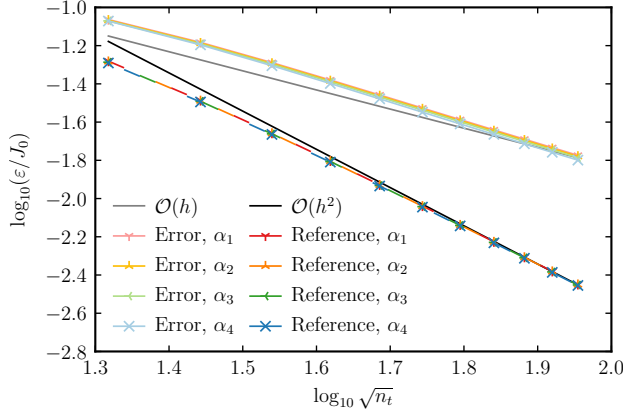 −1.0
−1.2
−1.4
−1.6
−1.8
−2.0
−2.2
−2.4
−2.6
−2.8
log₁₀(ε/J₀)
𝒪(h)
Error, α₁
Error, α₂
Error, α₃
Error, α₄
𝒪(h²)
Reference, α₁
Reference, α₂
Reference, α₃
Reference, α₄
1.3 1.4 1.5 1.6 1.7 1.8 1.9 2.0
log₁₀ √n_t